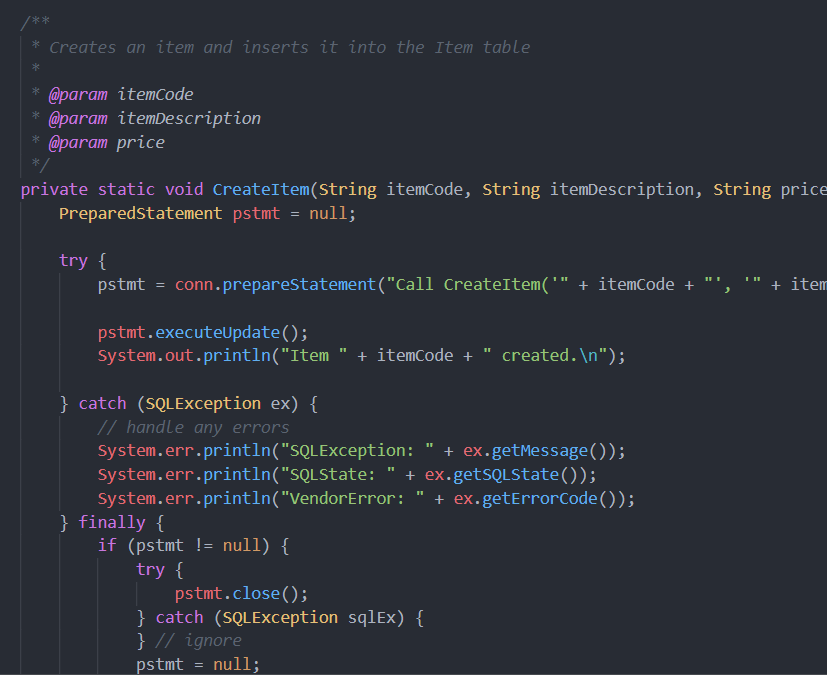 /**
 * Creates an item and inserts it into the Item table
 *
 * @param itemCode
 * @param itemDescription
 * @param price
 */
private static void CreateItem(String itemCode, String itemDescription, String price
    PreparedStatement pstmt = null;
    try {
        pstmt = conn.prepareStatement("Call CreateItem('" + itemCode + "', '" + item
        pstmt.executeUpdate();
        System.out.println("Item " + itemCode + " created.\n");
    } catch (SQLException ex) {
        // handle any errors
        System.err.println("SQLException: " + ex.getMessage());
        System.err.println("SQLState: " + ex.getSQLState());
        System.err.println("VendorError: " + ex.getErrorCode());
    } finally {
        if (pstmt != null) {
            try {
                pstmt.close();
            } catch (SQLException sqlEx) {
            } // ignore
            pstmt = null;